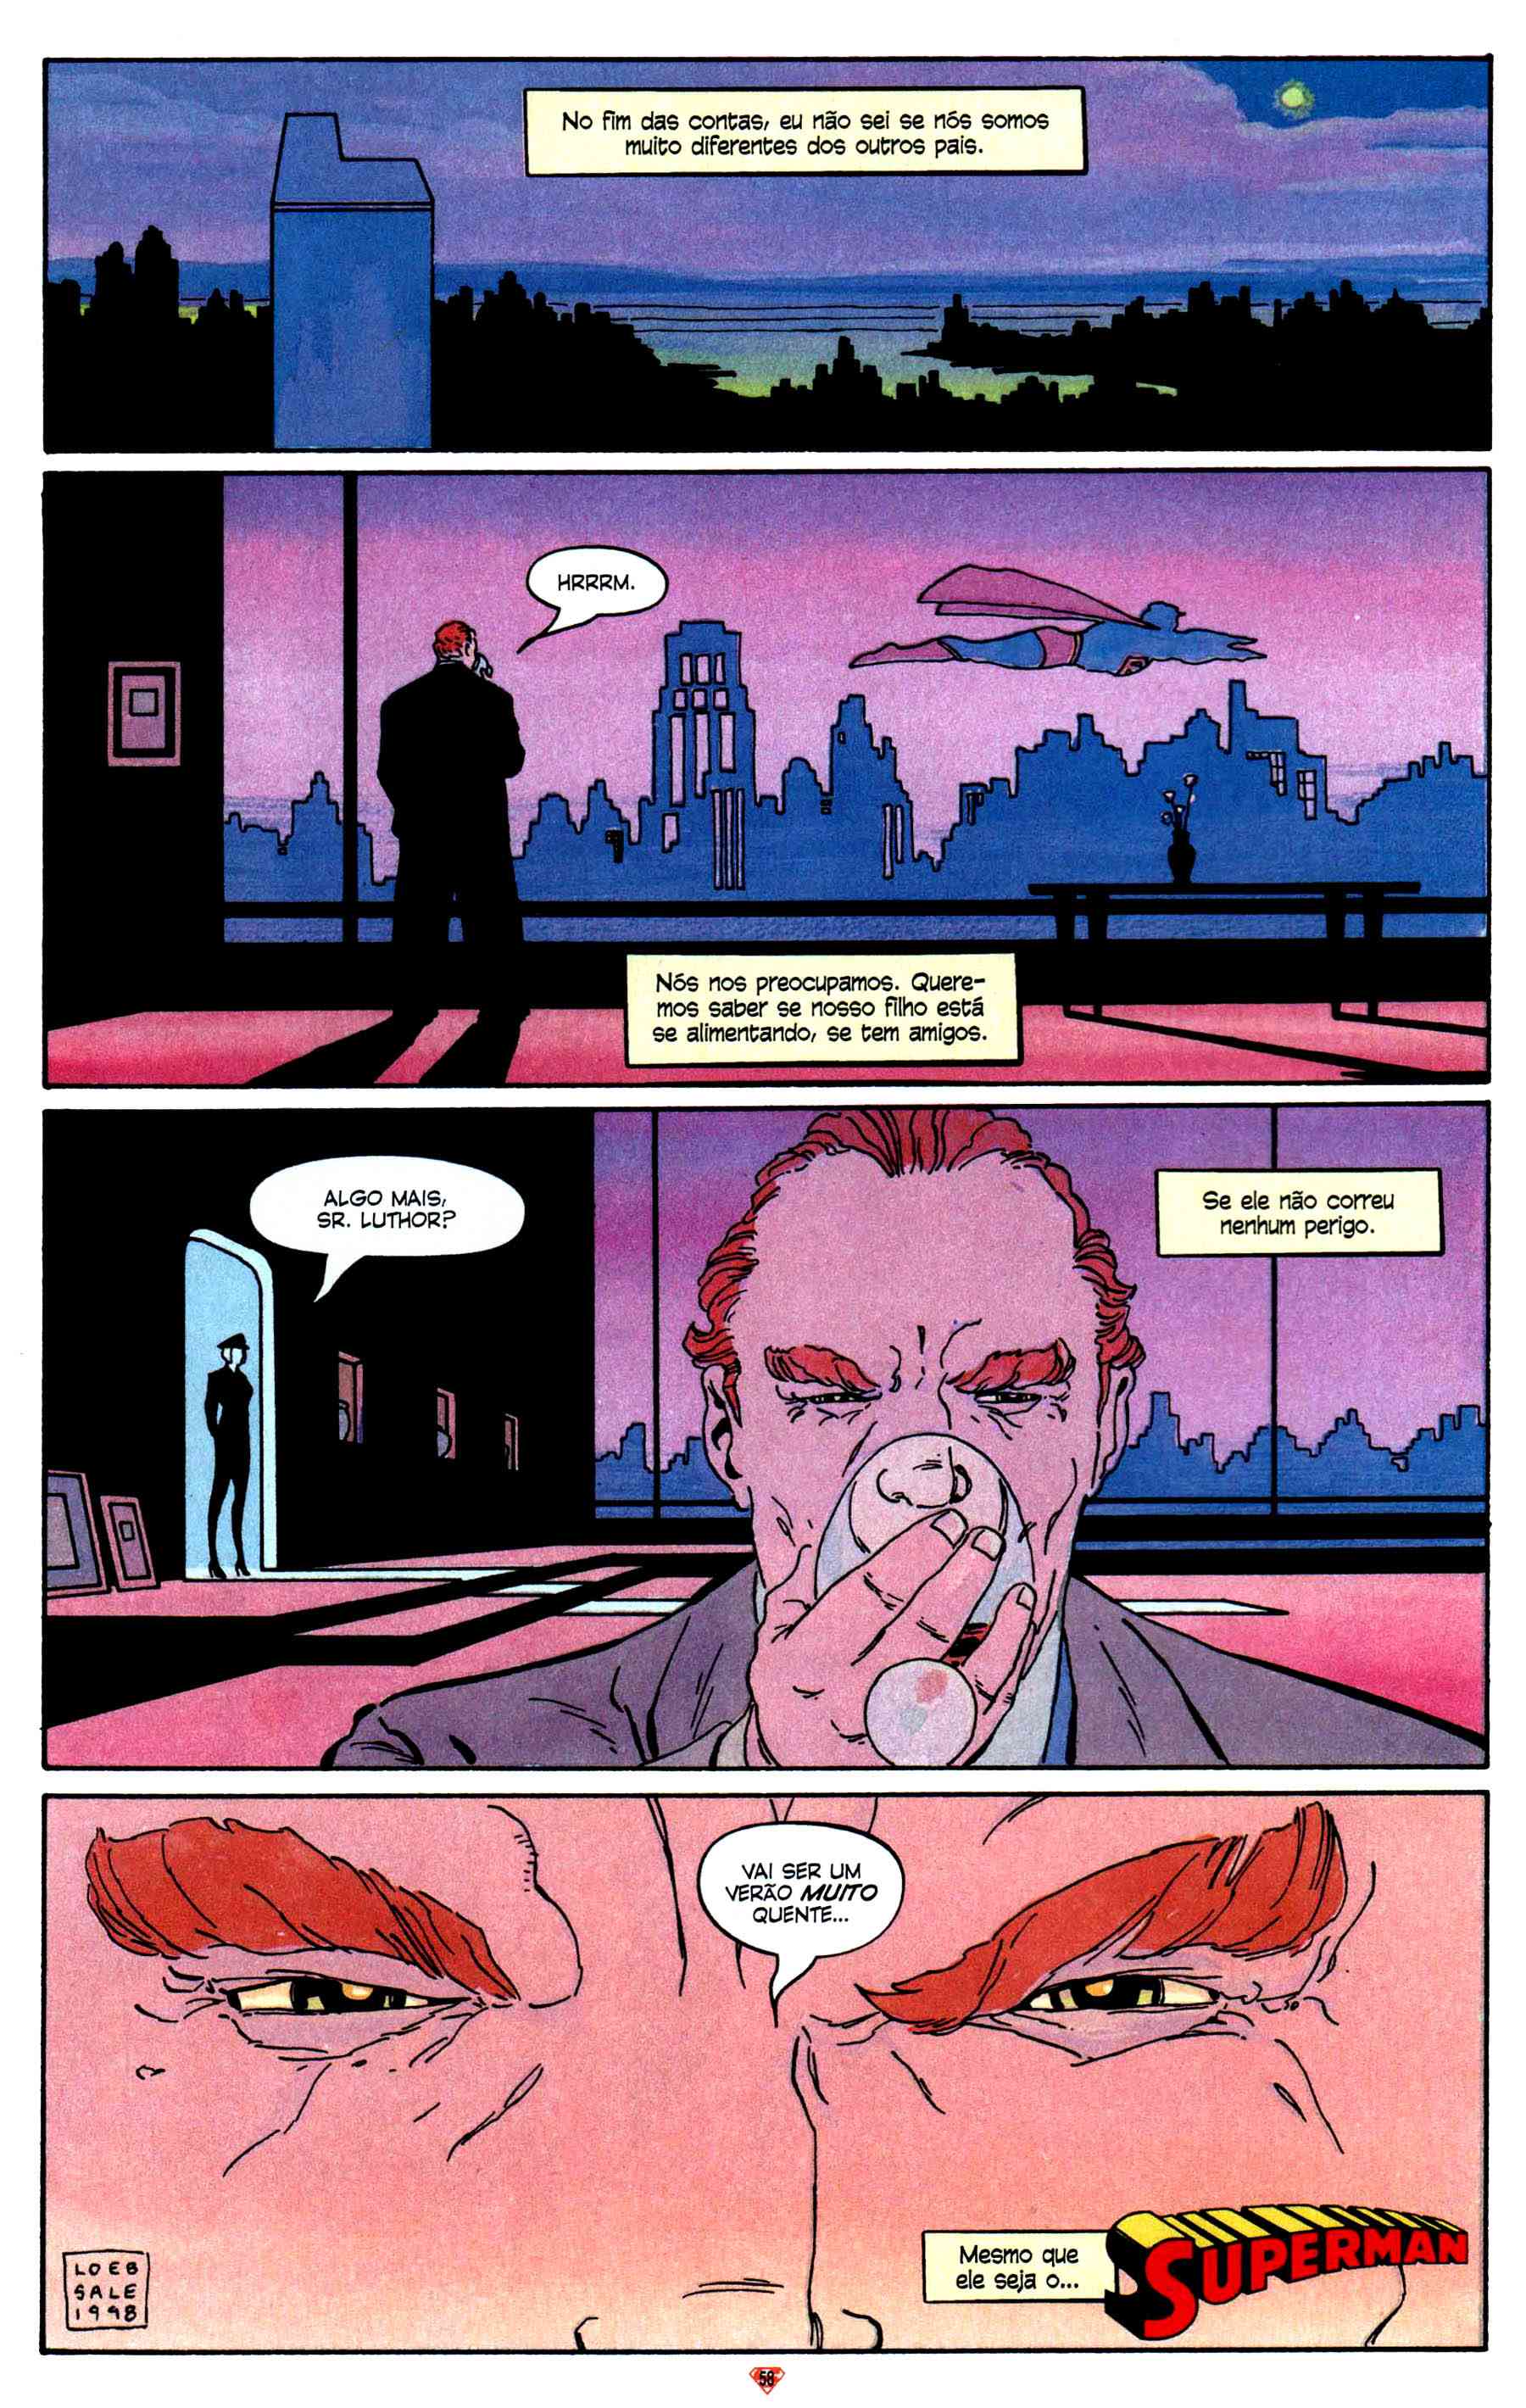 No fim das contas, eu não sei se nós somos
muito diferentes dos outros pais.
HRRRM.
Nós nos preocupamos. Quere-
mos saber se nosso filho está
se alimentando, se tem amigos.
ALGO MAIS,
SR. LUTHOR?
Se ele não correu
nenhum perigo.
VAI SER UM
VERÃO MUITO
QUENTE...
Mesmo que
ele seja o...
SUPERMAN
LOEB
SALE
1998
58